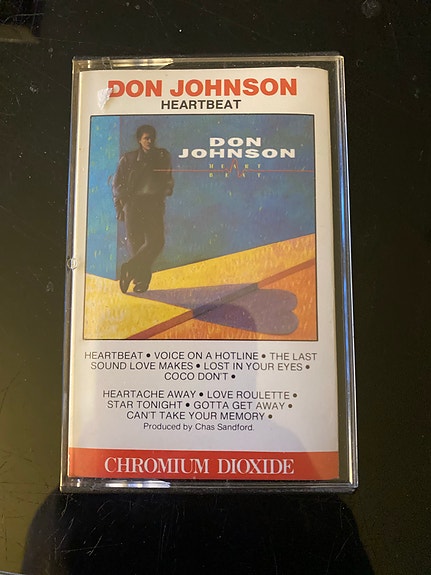 DON JOHNSON
HEARTBEAT
DON
JOHNSON
HEART
BEAT
HEARTBEAT • VOICE ON A HOTLINE • THE LAST
SOUND LOVE MAKES • LOST IN YOUR EYES •
COCO DON'T •
HEARTACHE AWAY • LOVE ROULETTE •
STAR TONIGHT • GOTTA GET AWAY •
CAN'T TAKE YOUR MEMORY •
Produced by Chas Sandford.
CHROMIUM DIOXIDE